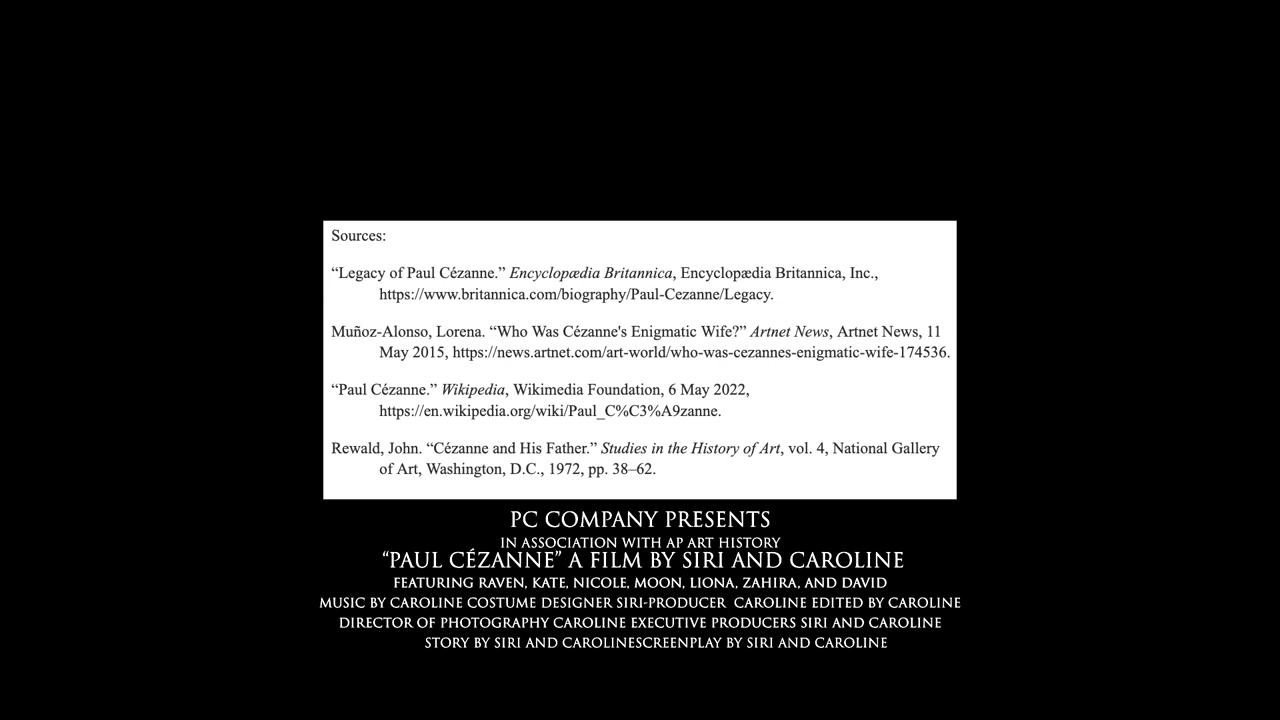 Sources:
“Legacy of Paul Cézanne.” Encyclopædia Britannica, Encyclopædia Britannica, Inc.,
https://www.britannica.com/biography/Paul-Cezanne/Legacy.
Muñoz-Alonso, Lorena. “Who Was Cézanne's Enigmatic Wife?” Artnet News, Artnet News, 11
May 2015, https://news.artnet.com/art-world/who-was-cezannes-enigmatic-wife-174536.
“Paul Cézanne.” Wikipedia, Wikimedia Foundation, 6 May 2022,
https://en.wikipedia.org/wiki/Paul_C%C3%A9zanne.
Rewald, John. “Cézanne and His Father.” Studies in the History of Art, vol. 4, National Gallery
of Art, Washington, D.C., 1972, pp. 38–62.
PC COMPANY PRESENTS
IN ASSOCIATION WITH AP ART HISTORY
“PAUL CÉZANNE” A FILM BY SIRI AND CAROLINE
FEATURING RAVEN, KATE, NICOLE, MOON, LIONA, ZAHIRA, AND DAVID
MUSIC BY CAROLINE COSTUME DESIGNER SIRI-PRODUCER  CAROLINE EDITED BY CAROLINE
DIRECTOR OF PHOTOGRAPHY CAROLINE EXECUTIVE PRODUCERS SIRI AND CAROLINE
STORY BY SIRI AND CAROLINESCREENPLAY BY SIRI AND CAROLINE